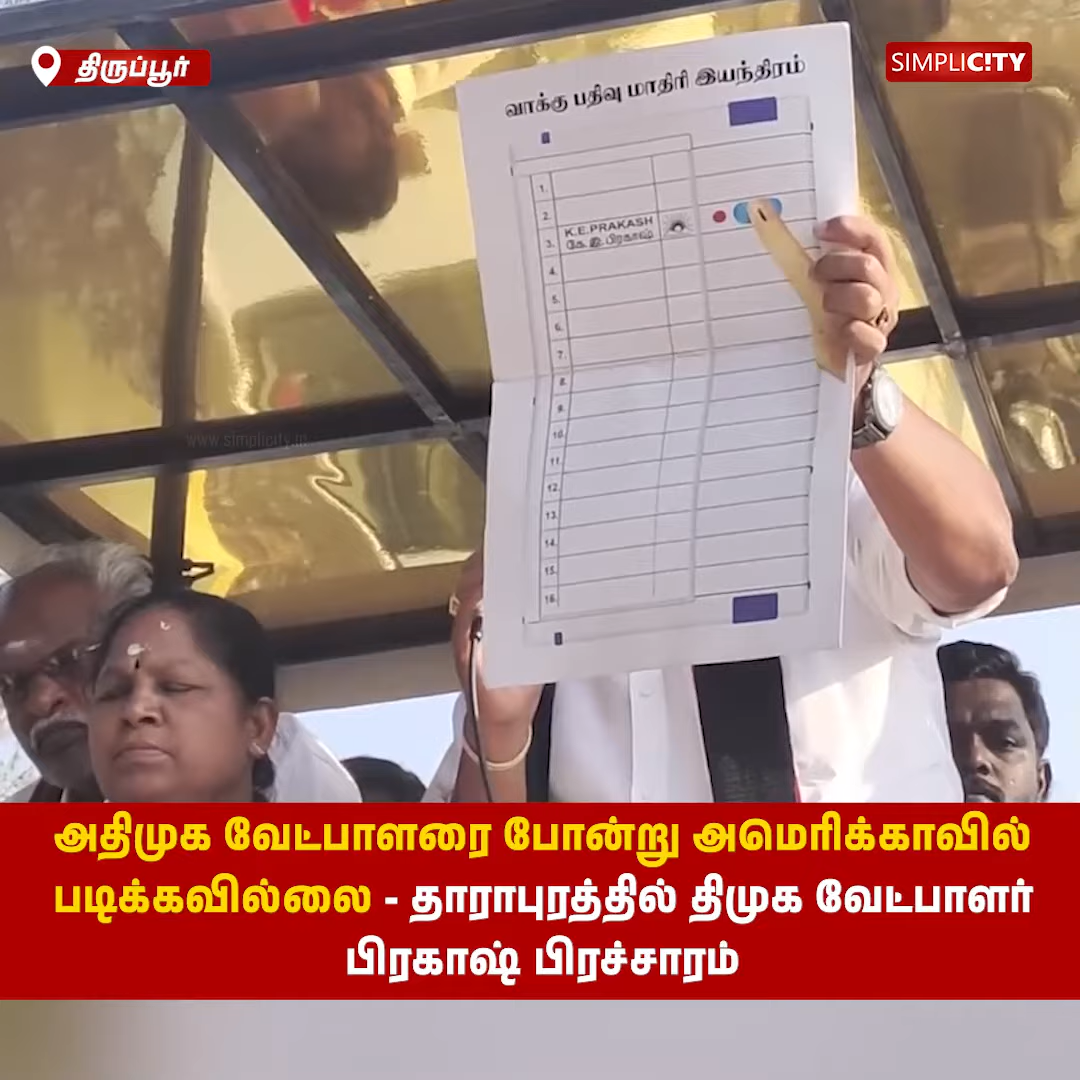 திருப்பூர்
SIMPLICITY
வாக்கு பதிவு மாதிரி இயந்திரம்
1.
2.
3. K.E.PRAKASH
கே.இ.பிரகாஷ்
4.
5.
6.
7.
8.
9.
10.
11.
12.
13.
14.
15.
16.
www.simplicity.in
அதிமுக வேட்பாளரை போன்று அமெரிக்காவில்
படிக்கவில்லை - தாராபுரத்தில் திமுக வேட்பாளர்
பிரகாஷ் பிரச்சாரம்